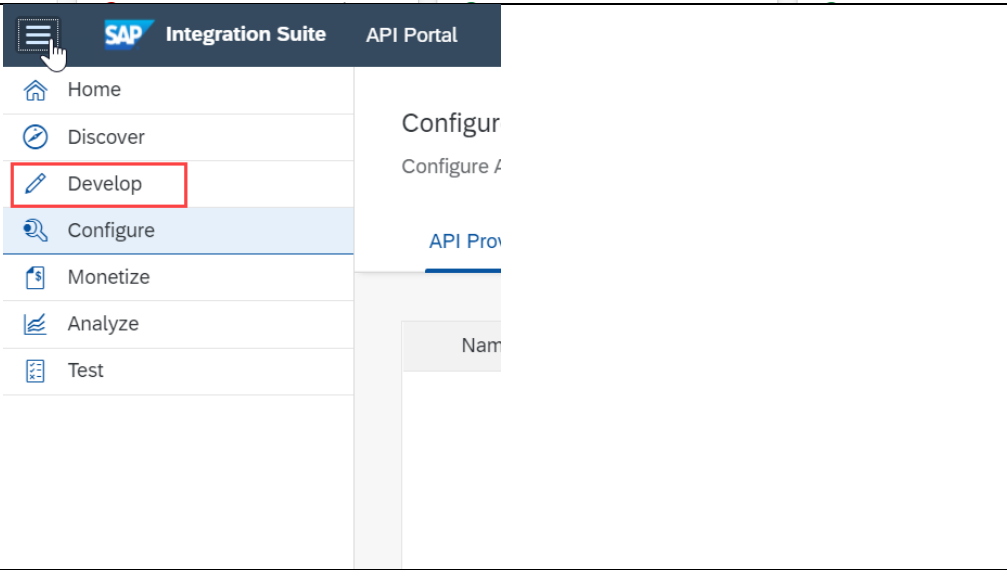 SAP Integration Suite API Portal
Home
Discover
Develop
Configure
Monetize
Analyze
Test
Configur
Configure A
API Prov
Nam